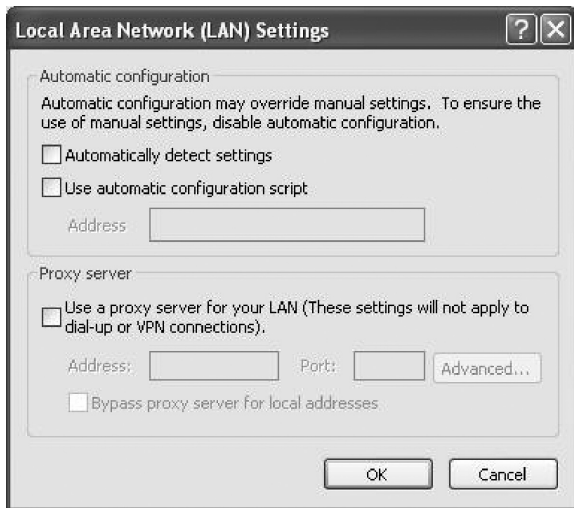 Local Area Network (LAN) Settings
Automatic configuration
Automatic configuration may override manual settings. To ensure the
use of manual settings, disable automatic configuration.
Automatically detect settings
Use automatic configuration script
Address
Proxy server
Use a proxy server for your LAN (These settings will not apply to
dial-up or VPN connections).
Address: Port: Advanced...
Bypass proxy server for local addresses
OK Cancel